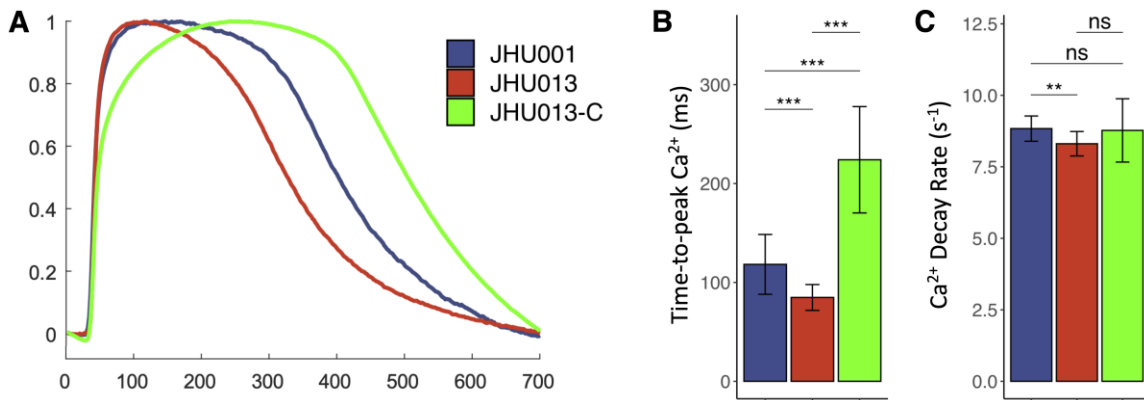 A
1
0.8
0.6
0.4
0.2
0
0
100
200
300
400
500
600
700
JHU001
JHU013
JHU013-C
B
Time-to-peak Ca²⁺ (ms)
300
200
100
0
***
***
***
C
Ca²⁺ Decay Rate (s⁻¹)
12.5
10.0
7.5
5.0
2.5
0.0
ns
ns
**